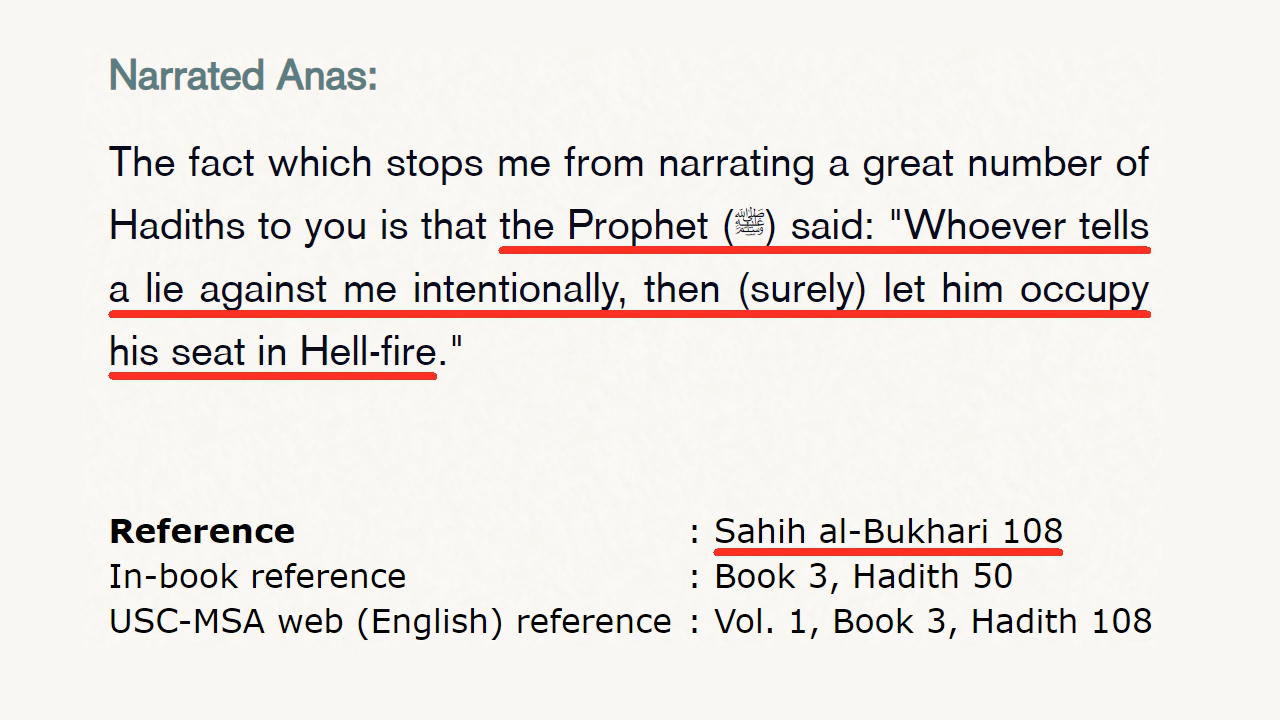 Narrated Anas:
The fact which stops me from narrating a great number of
Hadiths to you is that the Prophet (ﷺ) said: "Whoever tells
a lie against me intentionally, then (surely) let him occupy
his seat in Hell-fire."
Reference : Sahih al-Bukhari 108
In-book reference : Book 3, Hadith 50
USC-MSA web (English) reference : Vol. 1, Book 3, Hadith 108